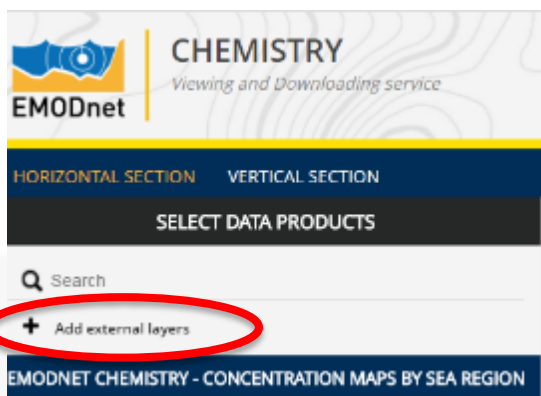 CHEMISTRY
Viewing and Downloading service
EMODnet
HORIZONTAL SECTION VERTICAL SECTION
SELECT DATA PRODUCTS
Search
+ Add external layers
EMODNET CHEMISTRY - CONCENTRATION MAPS BY SEA REGION